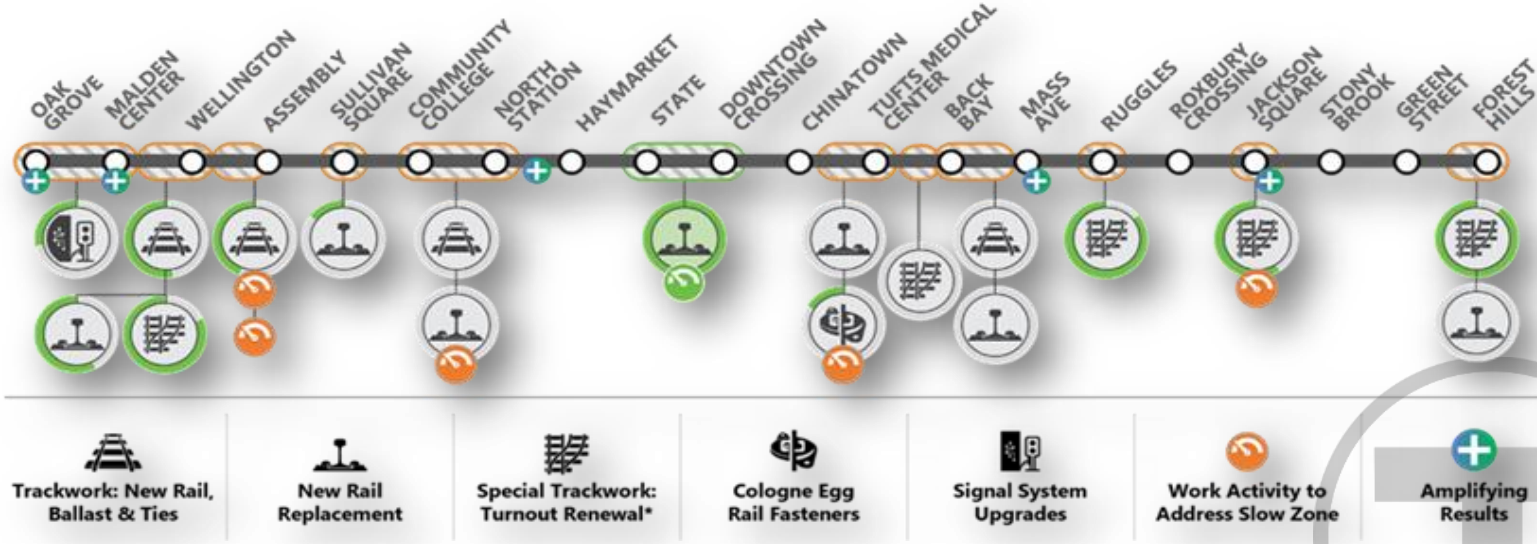 OAK
GROVE
MALDEN
CENTER
WELLINGTON
ASSEMBLY
SULLIVAN
SQUARE
COMMUNITY
COLLEGE
NORTH
STATION
HAYMARKET
STATE
DOWNTOWN
CROSSING
CHINATOWN
TUFTS MEDICAL
CENTER
BACK
BAY
MASS
AVE
RUGGLES
ROXBURY
CROSSING
JACKSON
SQUARE
STONY
BROOK
GREEN
STREET
FOREST
HILLS
Trackwork: New Rail,
Ballast & Ties
New Rail
Replacement
Special Trackwork:
Turnout Renewal*
Cologne Egg
Rail Fasteners
Signal System
Upgrades
Work Activity to
Address Slow Zone
Amplifying
Results